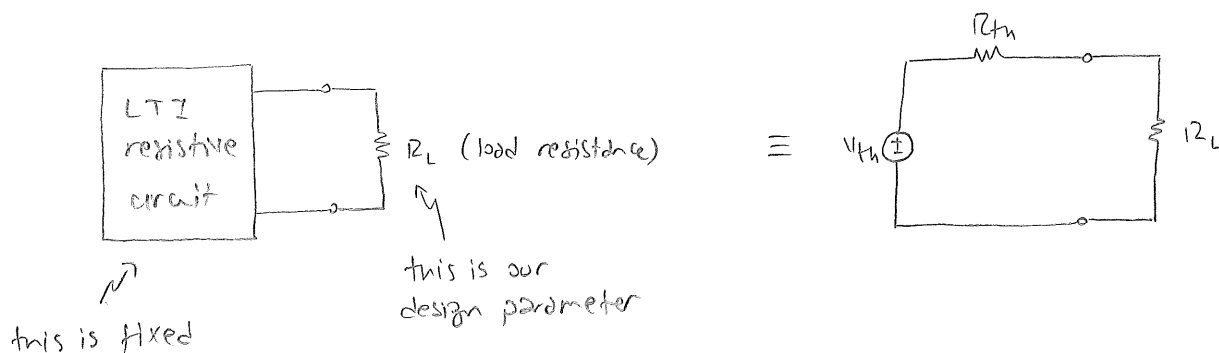 LTI
resistive
circuit
R_L (load resistance)
this is fixed
this is our
design parameter
≡
R_th
V_th
±
R_L